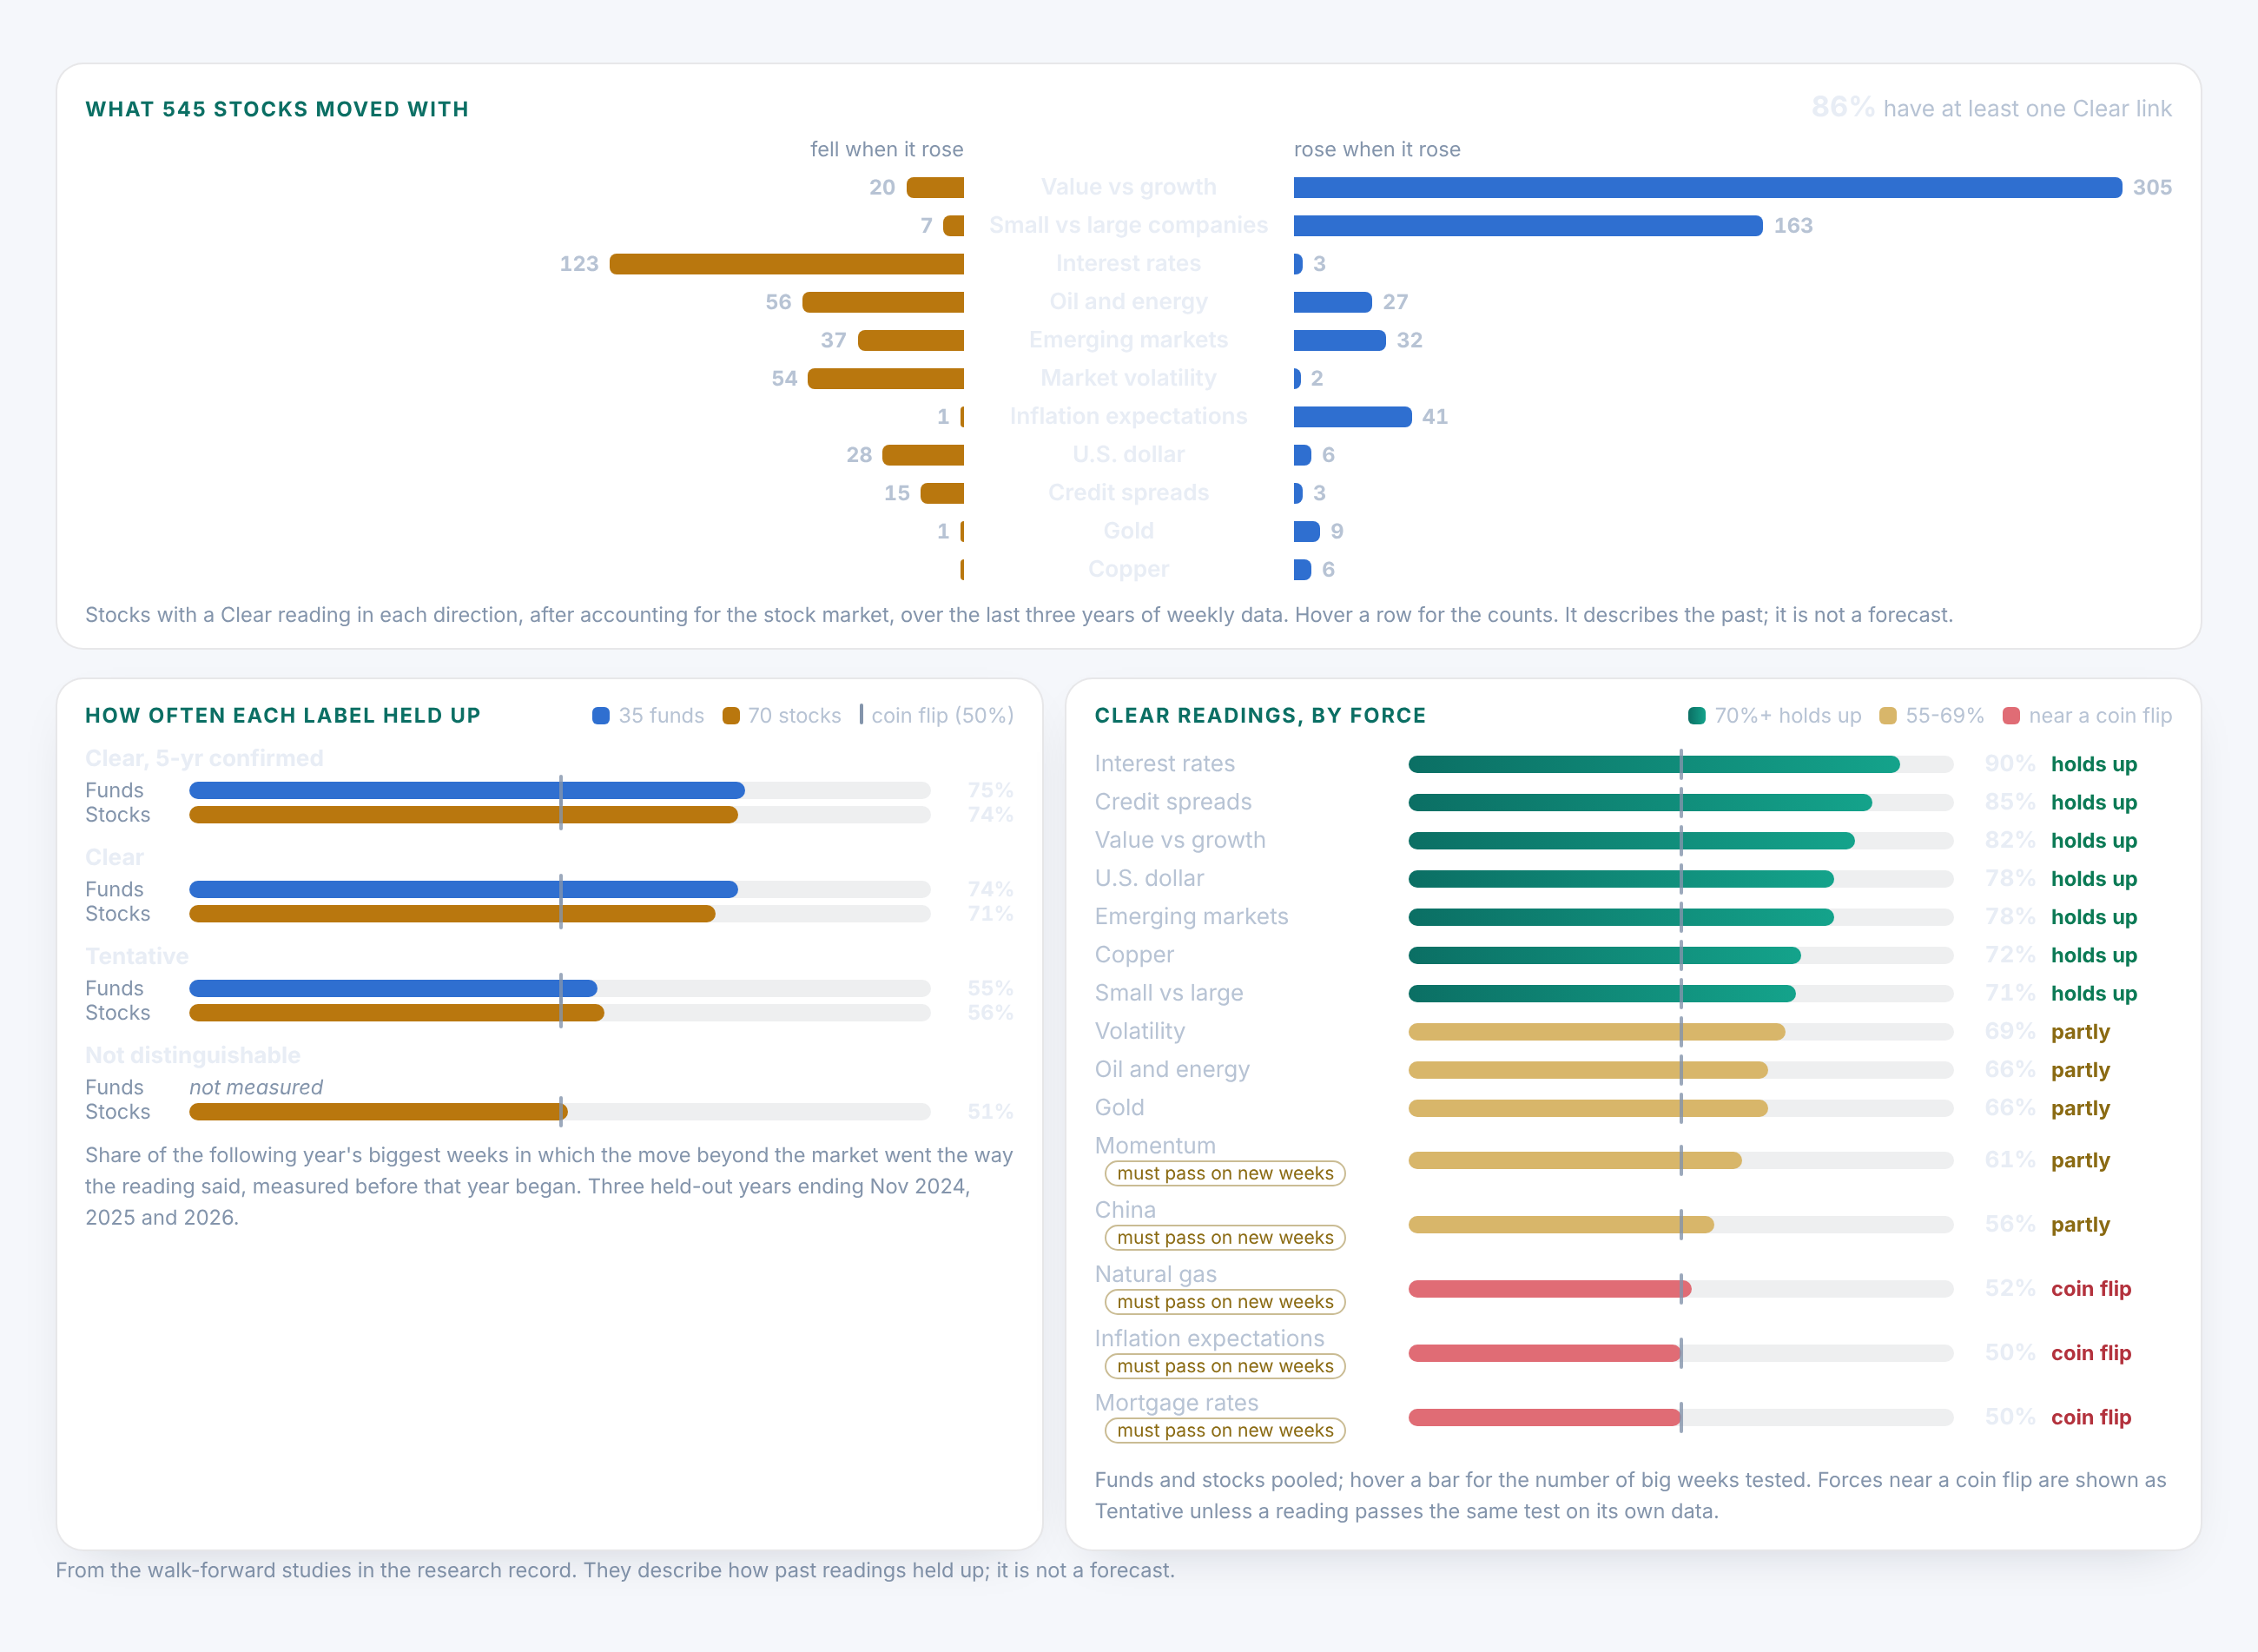 WHAT 545 STOCKS MOVED WITH
86% have at least one Clear link
fell when it rose
rose when it rose
20 Value vs growth 305
7 Small vs large companies 163
123 Interest rates 3
56 Oil and energy 27
37 Emerging markets 32
54 Market volatility 2
1 Inflation expectations 41
28 U.S. dollar 6
15 Credit spreads 3
1 Gold 9
Copper 6
Stocks with a Clear reading in each direction, after accounting for the stock market, over the last three years of weekly data. Hover a row for the counts. It describes the past; it is not a forecast.
HOW OFTEN EACH LABEL HELD UP
35 funds 70 stocks coin flip (50%)
Clear, 5-yr confirmed
Funds 75%
Stocks 74%
Clear
Funds 74%
Stocks 71%
Tentative
Funds 55%
Stocks 56%
Not distinguishable
Funds not measured
Stocks 51%
Share of the following year's biggest weeks in which the move beyond the market went the way
the reading said, measured before that year began. Three held-out years ending Nov 2024,
2025 and 2026.
CLEAR READINGS, BY FORCE
70%+ holds up 55-69% near a coin flip
Interest rates 90% holds up
Credit spreads 85% holds up
Value vs growth 82% holds up
U.S. dollar 78% holds up
Emerging markets 78% holds up
Copper 72% holds up
Small vs large 71% holds up
Volatility 69% partly
Oil and energy 66% partly
Gold 66% partly
Momentum
must pass on new weeks 61% partly
China
must pass on new weeks 56% partly
Natural gas
must pass on new weeks 52% coin flip
Inflation expectations
must pass on new weeks 50% coin flip
Mortgage rates
must pass on new weeks 50% coin flip
Funds and stocks pooled; hover a bar for the number of big weeks tested. Forces near a coin flip are shown as
Tentative unless a reading passes the same test on its own data.
From the walk-forward studies in the research record. They describe how past readings held up; it is not a forecast.